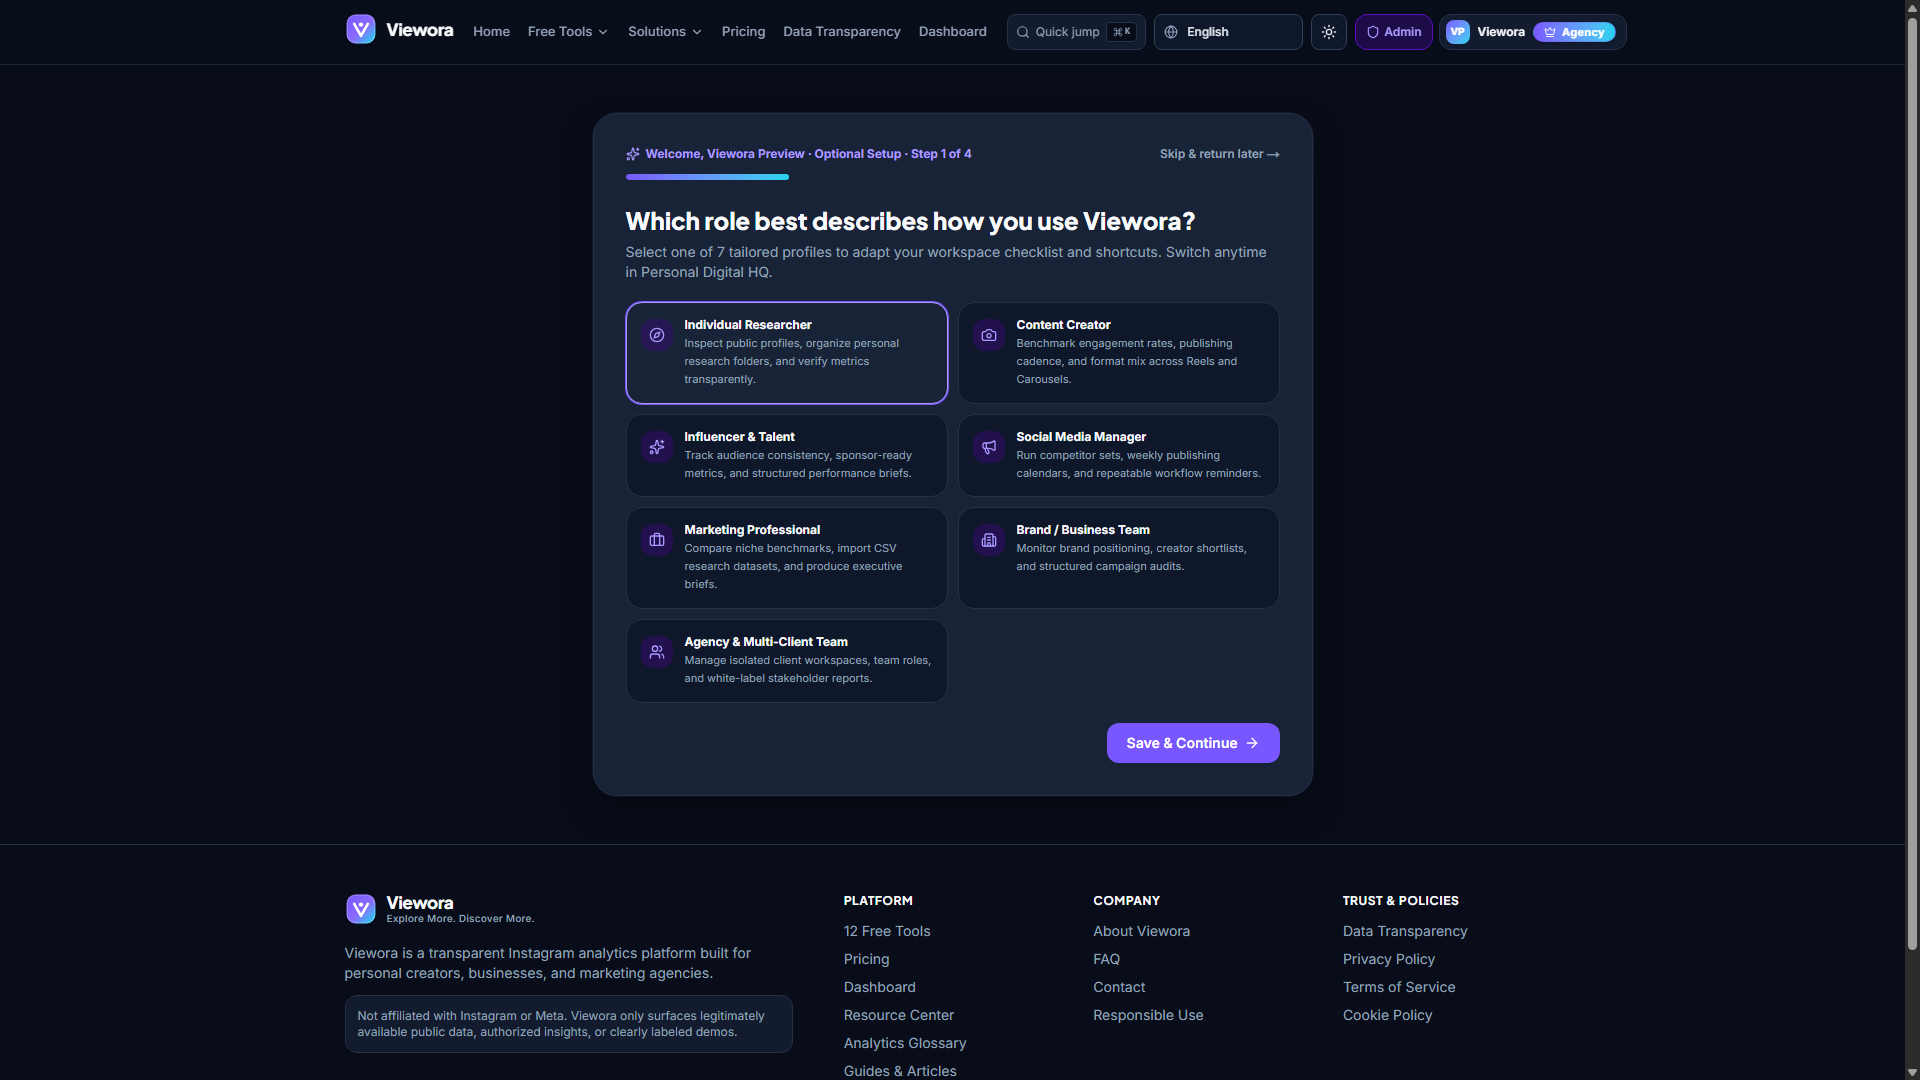 Viewora
Home
Free Tools
Solutions
Pricing
Data Transparency
Dashboard
Quick jump
⌘K
English
Admin
VP
Viewora
Agency
Welcome, Viewora Preview · Optional Setup · Step 1 of 4
Skip & return later →
Which role best describes how you use Viewora?
Select one of 7 tailored profiles to adapt your workspace checklist and shortcuts. Switch anytime
in Personal Digital HQ.
Individual Researcher
Inspect public profiles, organize personal
research folders, and verify metrics
transparently.
Content Creator
Benchmark engagement rates, publishing
cadence, and format mix across Reels and
Carousels.
Influencer & Talent
Track audience consistency, sponsor-ready
metrics, and structured performance briefs.
Social Media Manager
Run competitor sets, weekly publishing
calendars, and repeatable workflow reminders.
Marketing Professional
Compare niche benchmarks, import CSV
research datasets, and produce executive
briefs.
Brand / Business Team
Monitor brand positioning, creator shortlists,
and structured campaign audits.
Agency & Multi-Client Team
Manage isolated client workspaces, team roles,
and white-label stakeholder reports.
Save & Continue →
Viewora
Explore More. Discover More.
Viewora is a transparent Instagram analytics platform built for
personal creators, businesses, and marketing agencies.
Not affiliated with Instagram or Meta. Viewora only surfaces legitimately
available public data, authorized insights, or clearly labeled demos.
PLATFORM
12 Free Tools
Pricing
Dashboard
Resource Center
Analytics Glossary
Guides & Articles
COMPANY
About Viewora
FAQ
Contact
Responsible Use
TRUST & POLICIES
Data Transparency
Privacy Policy
Terms of Service
Cookie Policy